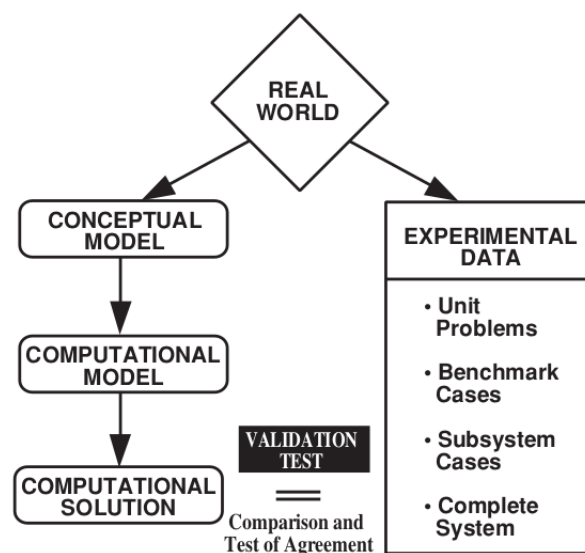 REAL
WORLD
CONCEPTUAL
MODEL
COMPUTATIONAL
MODEL
COMPUTATIONAL
SOLUTION
VALIDATION
TEST
Comparison and
Test of Agreement
EXPERIMENTAL
DATA
• Unit
Problems
• Benchmark
Cases
• Subsystem
Cases
• Complete
System